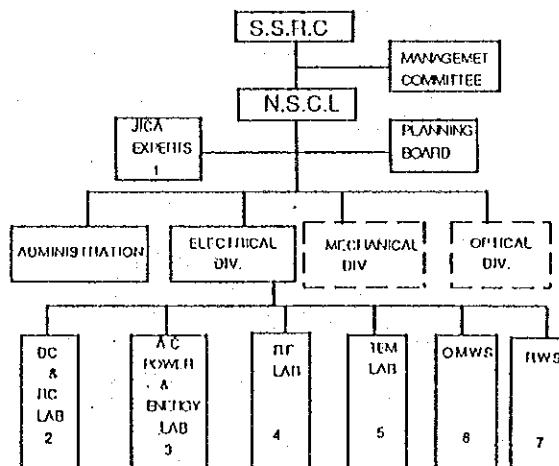 S.S.R.C
MANAGEMET
COMMITTEE
N.S.C.L
JICA
EXPERTS
1
PLANNING
BOARD
ADMINISTRATION
ELECTRICAL
DIV.
MECHANICAL
DIV
OPTICAL
DIV.
DC
&
LAB
2
A.C
POWER
&
ENERGY
LAB
3
LAB
4
LAB
5
OMWS
6
RWS
7